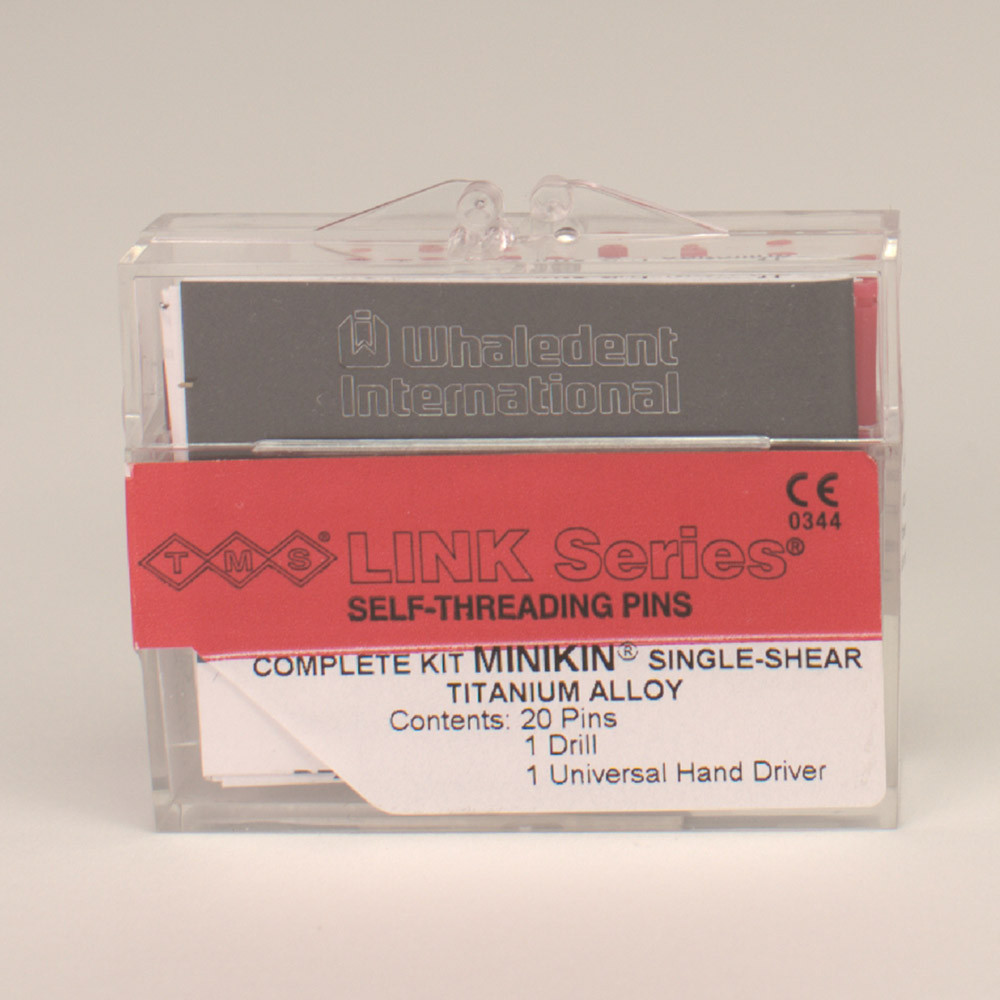 Whaledent
International
CE
0344
TMS® LINK Series®
SELF-THREADING PINS
COMPLETE KIT MINIKIN® SINGLE-SHEAR
TITANIUM ALLOY
Contents: 20 Pins
1 Drill
1 Universal Hand Driver